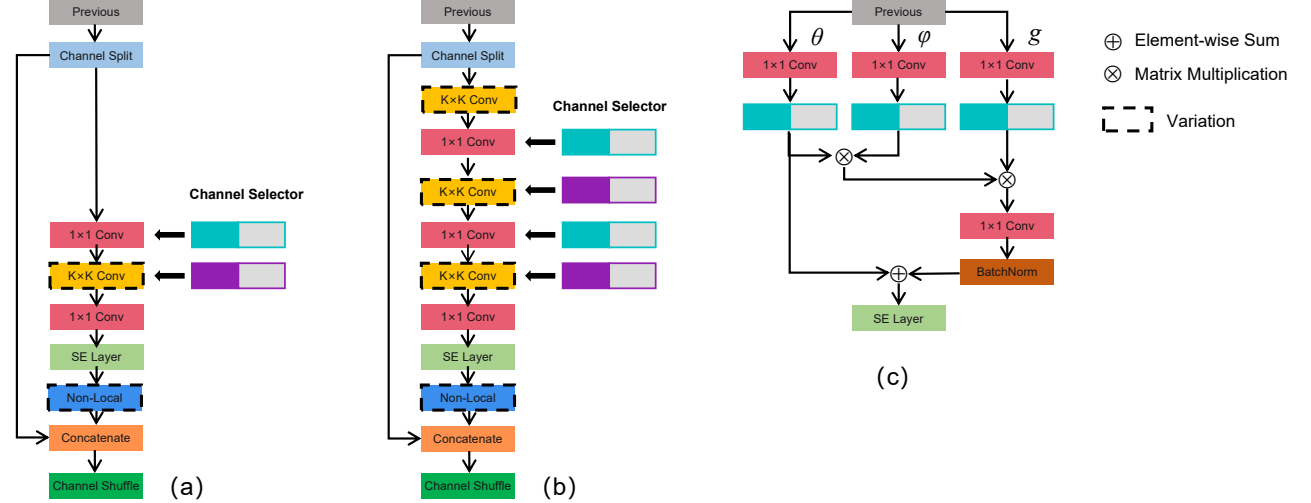 Previous
Channel Split
Channel Selector
1×1 Conv
K×K Conv
1×1 Conv
SE Layer
Non-Local
Concatenate
Channel Shuffle
(a)
Previous
Channel Split
K×K Conv
Channel Selector
1×1 Conv
K×K Conv
1×1 Conv
K×K Conv
1×1 Conv
SE Layer
Non-Local
Concatenate
Channel Shuffle
(b)
Previous
θ φ g
1×1 Conv 1×1 Conv 1×1 Conv
1×1 Conv
BatchNorm
SE Layer
(c)
Element-wise Sum
Matrix Multiplication
Variation